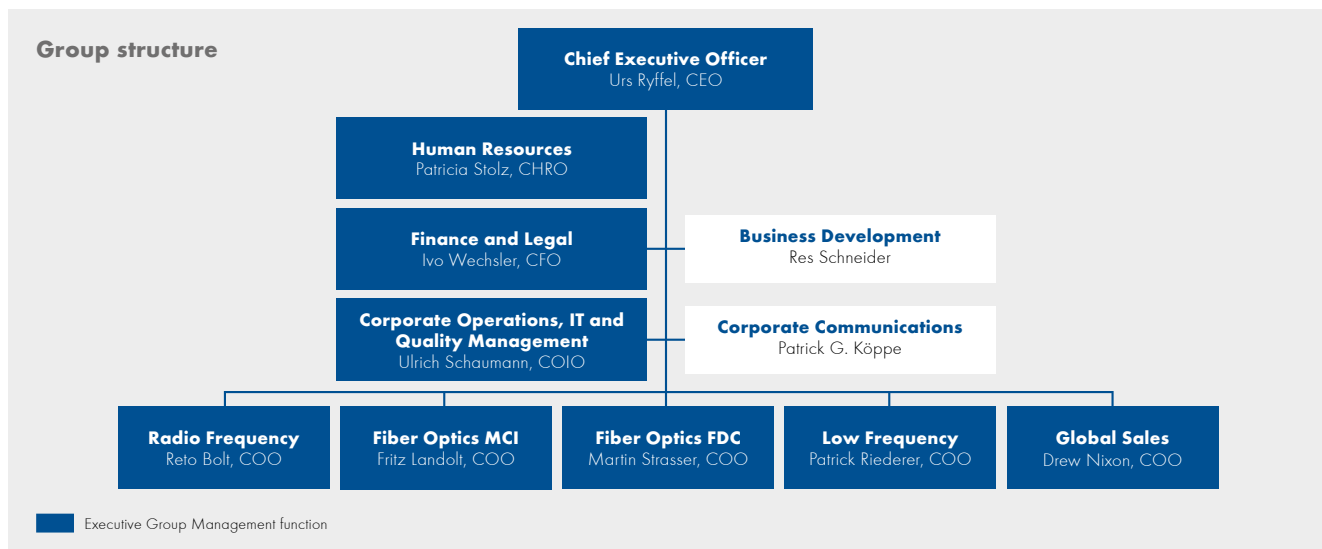 Group structure
Chief Executive Officer
Urs Ryffel, CEO
Human Resources
Patricia Stolz, CHRO
Finance and Legal
Ivo Wechsler, CFO
Business Development
Res Schneider
Corporate Operations, IT and
Quality Management
Ulrich Schaumann, COIO
Corporate Communications
Patrick G. Köppe
Radio Frequency
Reto Bolt, COO
Fiber Optics MCI
Fritz Landolt, COO
Fiber Optics FDC
Martin Strasser, COO
Low Frequency
Patrick Riederer, COO
Global Sales
Drew Nixon, COO
Executive Group Management function